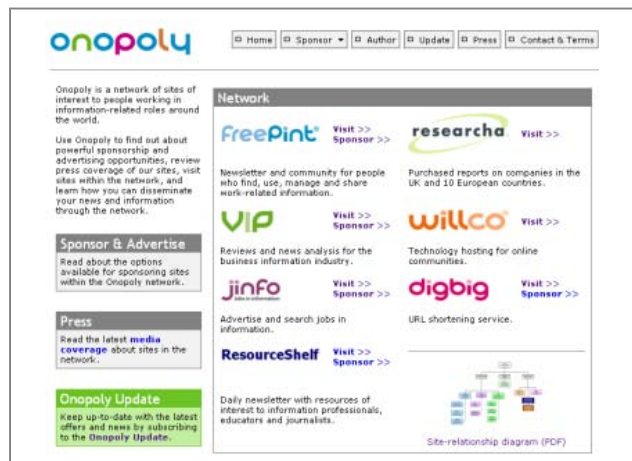 onopoly
Home Sponsor Author Update Press Contact & Terms
Onopoly is a network of sites of
interest to people working in
information-related roles around
the world.
Use Onopoly to find out about
powerful sponsorship and
advertising opportunities, review
press coverage of our sites, visit
sites within the network, and
learn how you can disseminate
your news and information
through the network.
Sponsor & Advertise
Read about the options
available for sponsoring sites
within the Onopoly network.
Press
Read the latest media
coverage about sites in the
network.
Onopoly Update
Keep up-to-date with the latest
offers and news by subscribing
to the Onopoly Update.
Network
FreePint Visit >>
Sponsor >>
Newsletter and community for people
who find, use, manage and share
work-related information.
researcha Visit >>
Purchased reports on companies in the
UK and 10 European countries.
VIP Visit >>
Sponsor >>
Reviews and news analysis for the
business information industry.
willco Visit >>
Technology hosting for online
communities.
jinfo Visit >>
jobs in information Sponsor >>
Advertise and search jobs in
information.
digbig Visit >>
Sponsor >>
URL shortening service.
ResourceShelf Visit >>
Sponsor >>
Daily newsletter with resources of
interest to information professionals,
educators and journalists.
Site-relationship diagram (PDF)